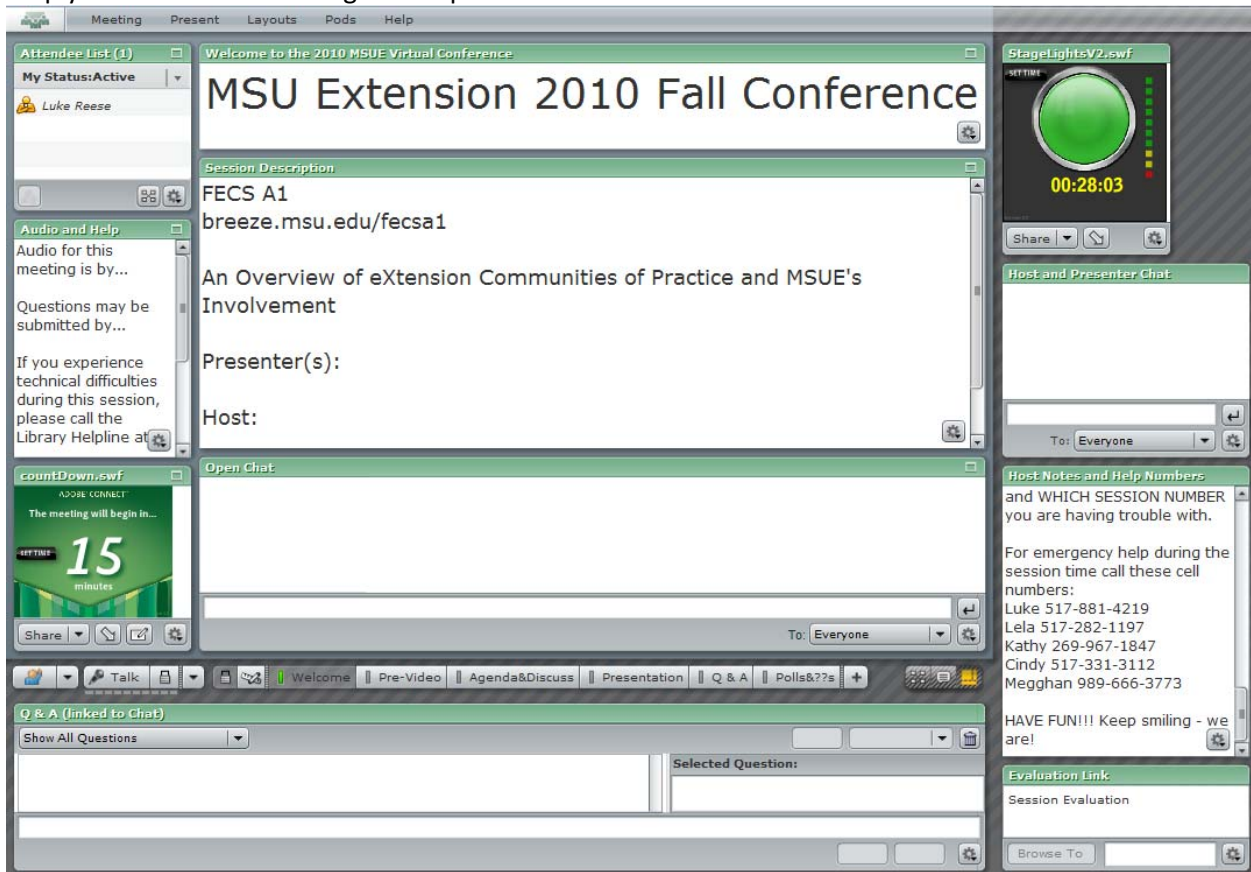 Meeting Present Layouts Pods Help
Attendee List (1)
My Status:Active
Luke Reese
Audio and Help
Audio for this
meeting is by...
Questions may be
submitted by...
If you experience
technical difficulties
during this session,
please call the
Library Helpline at
countDown.swf
ADOBE CONNECT
The meeting will begin in...
SET TIME
15
minutes
Share
Welcome to the 2010 MSUE Virtual Conference
MSU Extension 2010 Fall Conference
Session Description
FECS A1
breeze.msu.edu/fecsa1
An Overview of eXtension Communities of Practice and MSUE's
Involvement
Presenter(s):
Host:
Open Chat
To: Everyone
StageLightsV2.swf
SET TIME
00:28:03
Share
Host and Presenter Chat
To: Everyone
Host Notes and Help Numbers
and WHICH SESSION NUMBER
you are having trouble with.
For emergency help during the
session time call these cell
numbers:
Luke 517-881-4219
Lela 517-282-1197
Kathy 269-967-1847
Cindy 517-331-3112
Megghan 989-666-3773
HAVE FUN!!! Keep smiling - we
are!
Talk Welcome Pre-Video Agenda&Discuss Presentation Q & A Polls&??s +
Q & A (linked to Chat)
Show All Questions
Selected Question:
Evaluation Link
Session Evaluation
Browse To